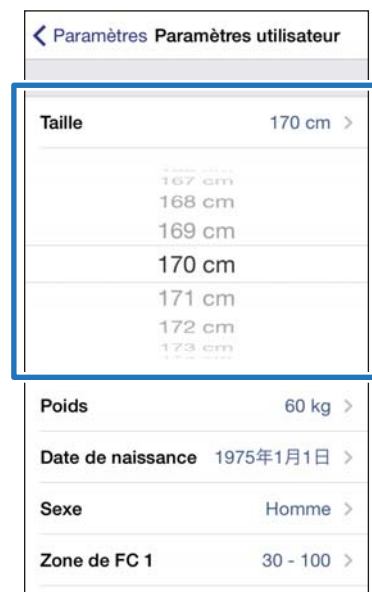 Paramètres Paramètres utilisateur
Taille 170 cm
167 cm
168 cm
169 cm
170 cm
171 cm
172 cm
173 cm
Poids 60 kg
Date de naissance 1975年1月1日
Sexe Homme
Zone de FC 1 30 - 100